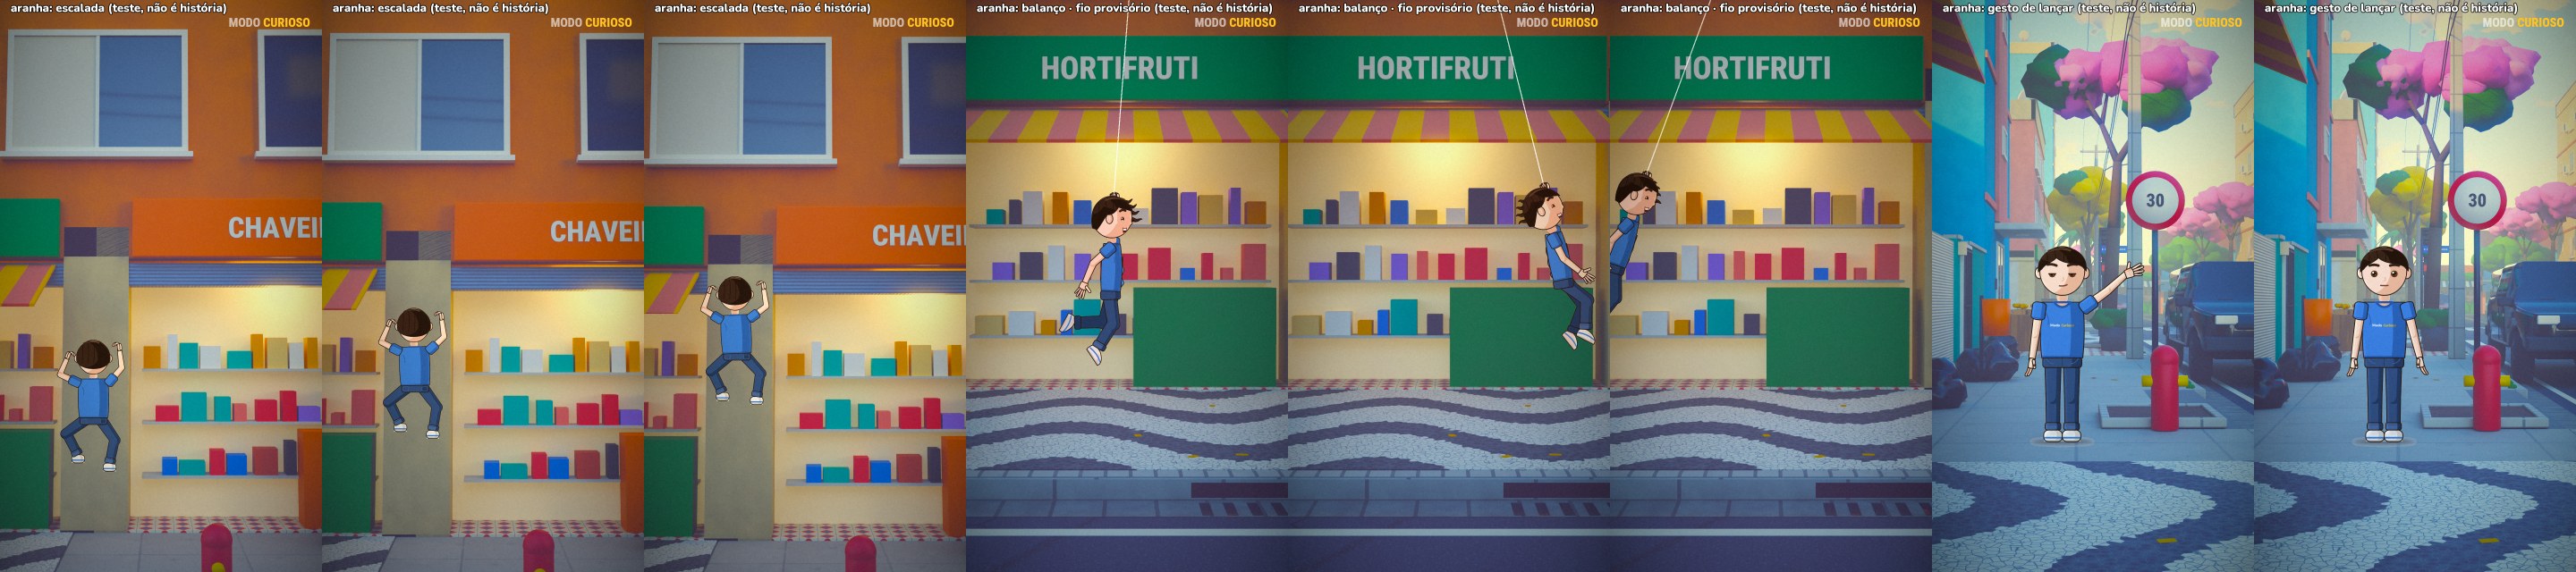 aranha: escalada (teste, não é história)
MODO CURIOSO
CHAVEI
aranha: escalada (teste, não é história)
MODO CURIOSO
CHAVEI
aranha: escalada (teste, não é história)
MODO CURIOSO
CHAVEI
aranha: balanço · fio provisório (teste, não é história)
MODO CURIOSO
HORTIFRUTI
aranha: balanço · fio provisório (teste, não é história)
MODO CURIOSO
HORTIFRUTI
aranha: balanço · fio provisório (teste, não é história)
MODO CURIOSO
HORTIFRUTI
aranha: gesto de lançar (teste, não é história)
MODO CURIOSO
30
aranha: gesto de lançar (teste, não é história)
MODO CURIOSO
30